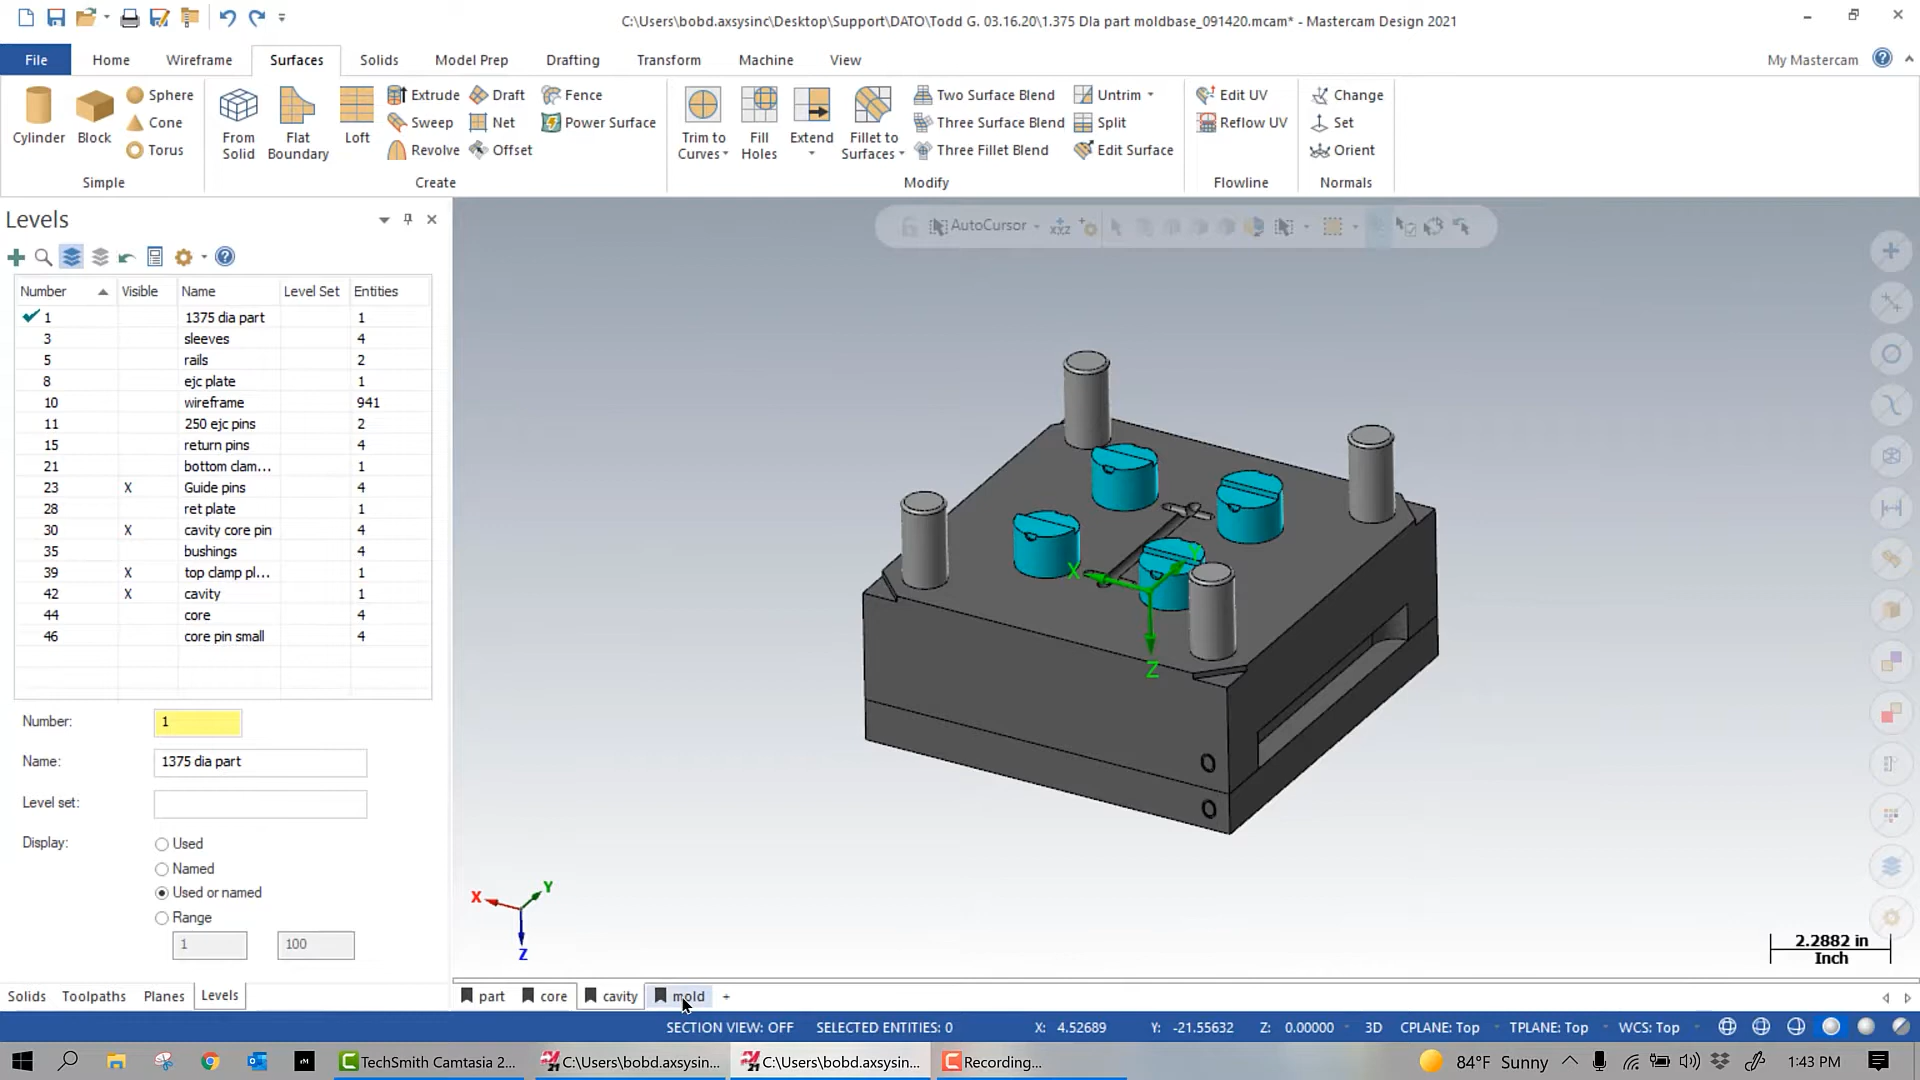 C:\Users\bobd.axsysinc\Desktop\Support\DATO\Todd G. 03.16.20\1.375 DIa part moldbase_091420.mcam* - Mastercam Design 2021
File Home Wireframe Surfaces Solids Model Prep Drafting Transform Machine View My Mastercam
Cylinder Block Sphere Cone Torus
Simple
From Solid Flat Boundary Loft Extrude Sweep Revolve Draft Net Offset Fence Power Surface
Create
Trim to Curves Fill Holes Extend Fillet to Surfaces Two Surface Blend Three Surface Blend Three Fillet Blend Untrim Split Edit Surface
Modify
Edit UV Reflow UV
Flowline
Change Set Orient
Normals
Levels
AutoCursor
Number Visible Name Level Set Entities
1 1375 dia part 1
3 sleeves 4
5 rails 2
8 ejc plate 1
10 wireframe 941
11 250 ejc pins 2
15 return pins 4
21 bottom clam... 1
23 X Guide pins 4
28 ret plate 1
30 X cavity core pin 4
35 bushings 4
39 X top clamp pl... 1
42 X cavity 1
44 core 4
46 core pin small 4
Number: 1
Name: 1375 dia part
Level set:
Display: Used
Named
Used or named
Range
1 100
X Y Z
X Y Z
2.2882 in
Inch
Solids Toolpaths Planes Levels part core cavity mold +
SECTION VIEW: OFF SELECTED ENTITIES: 0 X: 4.52689 Y: -21.55632 Z: 0.00000 3D CPLANE: Top TPLANE: Top WCS: Top
TechSmith Camtasia 2... C:\Users\bobd.axsysin... C:\Users\bobd.axsysin... Recording... 84°F Sunny 1:43 PM